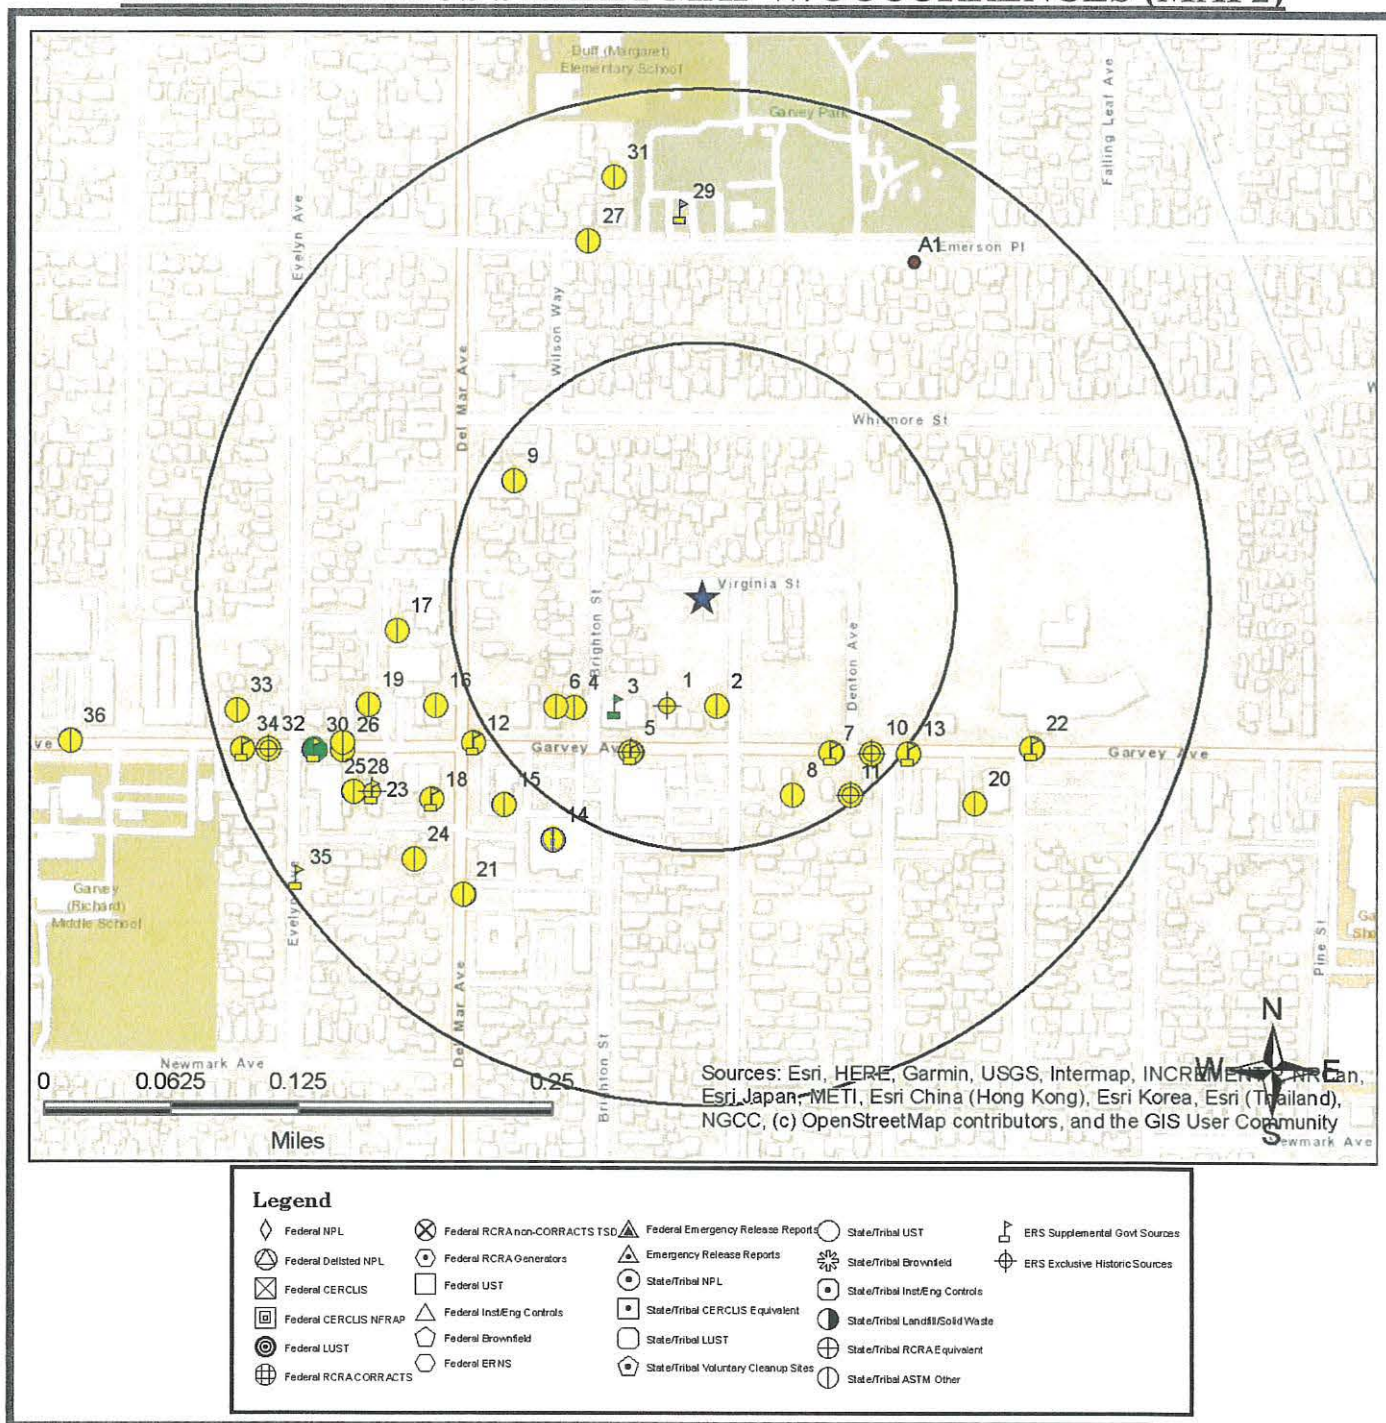 OCCURRENCES (MAP2)
Duff (Margaret)
Elementary School
Garvey Park
Falling Leaf Ave
Evelyn Ave
31
29
27
A1
Emerson Pl
Wilson Way
Del Mar Ave
Whitmore St
9
Virginia St
Brighton St
Denton Ave
17
33
19
16
6
4
3
1
2
36
34
32
30
26
12
5
7
10
13
22
Garvey Ave
Garvey Ave
25
28
23
18
15
8
11
20
14
24
21
35
Garvey
(Richard)
Middle School
Evelyn Ave
Del Mar Ave
Brighton St
Pine St
Newmark Ave
0
0.0625
0.125
0.25
Miles
N
W
E
S
Sources: Esri, HERE, Garmin, USGS, Intermap, INCREMENT P, NRCan,
Esri Japan, METI, Esri China (Hong Kong), Esri Korea, Esri (Thailand),
NGCC, (c) OpenStreetMap contributors, and the GIS User Community
Newmark Ave
Legend
Federal NPL
Federal Delisted NPL
Federal CERCLIS
Federal CERCLIS NFRAP
Federal LUST
Federal RCRA CORRACTS
Federal RCRA non-CORRACTS TSD
Federal RCRA Generators
Federal UST
Federal Inst/Eng Controls
Federal Brownfield
Federal ERNS
Federal Emergency Release Reports
Emergency Release Reports
State/Tribal NPL
State/Tribal CERCLIS Equivalent
State/Tribal LUST
State/Tribal Voluntary Cleanup Sites
State/Tribal UST
State/Tribal Brownfield
State/Tribal Inst/Eng Controls
State/Tribal Landfill/Solid Waste
State/Tribal RCRA Equivalent
State/Tribal ASTM Other
ERS Supplemental Govt Sources
ERS Exclusive Historic Sources